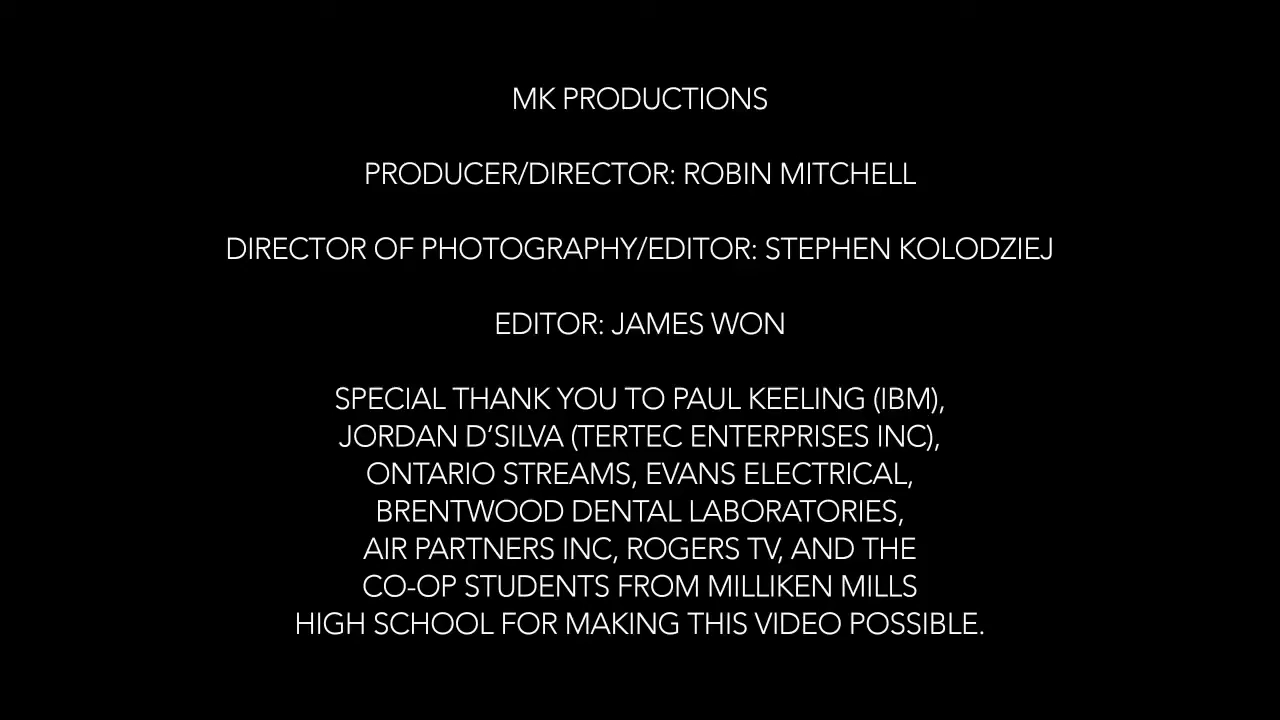 MK PRODUCTIONS
PRODUCER/DIRECTOR: ROBIN MITCHELL
DIRECTOR OF PHOTOGRAPHY/EDITOR: STEPHEN KOLODZIEJ
EDITOR: JAMES WON
SPECIAL THANK YOU TO PAUL KEELING (IBM),
JORDAN D’SILVA (TERTEC ENTERPRISES INC),
ONTARIO STREAMS, EVANS ELECTRICAL,
BRENTWOOD DENTAL LABORATORIES,
AIR PARTNERS INC, ROGERS TV, AND THE
CO-OP STUDENTS FROM MILLIKEN MILLS
HIGH SCHOOL FOR MAKING THIS VIDEO POSSIBLE.